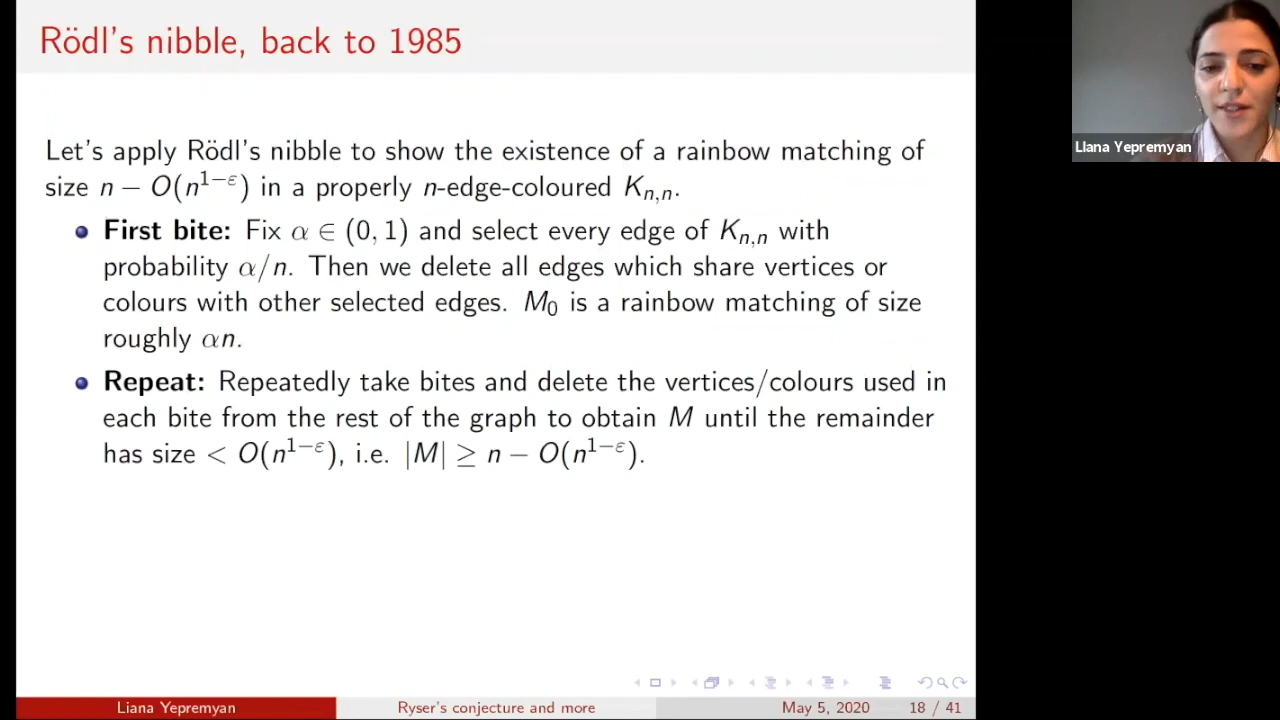 Rödl's nibble, back to 1985
LIana Yepremyan
Let's apply Rödl's nibble to show the existence of a rainbow matching of
size n − O(n^{1−ε}) in a properly n-edge-coloured K_{n,n}.
First bite: Fix α ∈ (0, 1) and select every edge of K_{n,n} with
probability α/n. Then we delete all edges which share vertices or
colours with other selected edges. M_0 is a rainbow matching of size
roughly αn.
Repeat: Repeatedly take bites and delete the vertices/colours used in
each bite from the rest of the graph to obtain M until the remainder
has size < O(n^{1−ε}), i.e. |M| ≥ n − O(n^{1−ε}).
Liana Yepremyan
Ryser's conjecture and more
May 5, 2020
18 / 41